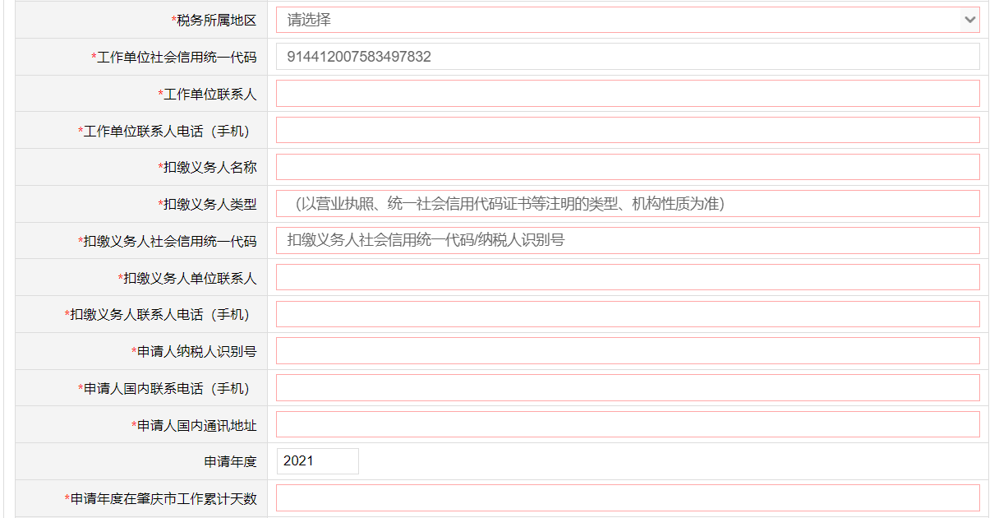 *税务所属地区 请选择
*工作单位社会信用统一代码 914412007583497832
*工作单位联系人
*工作单位联系人电话（手机）
*扣缴义务人名称
*扣缴义务人类型 （以营业执照、统一社会信用代码证书等注明的类型、机构性质为准）
*扣缴义务人社会信用统一代码 扣缴义务人社会信用统一代码/纳税人识别号
*扣缴义务人单位联系人
*扣缴义务人联系人电话（手机）
*申请人纳税人识别号
*申请人国内联系电话（手机）
*申请人国内通讯地址
申请年度 2021
*申请年度在肇庆市工作累计天数